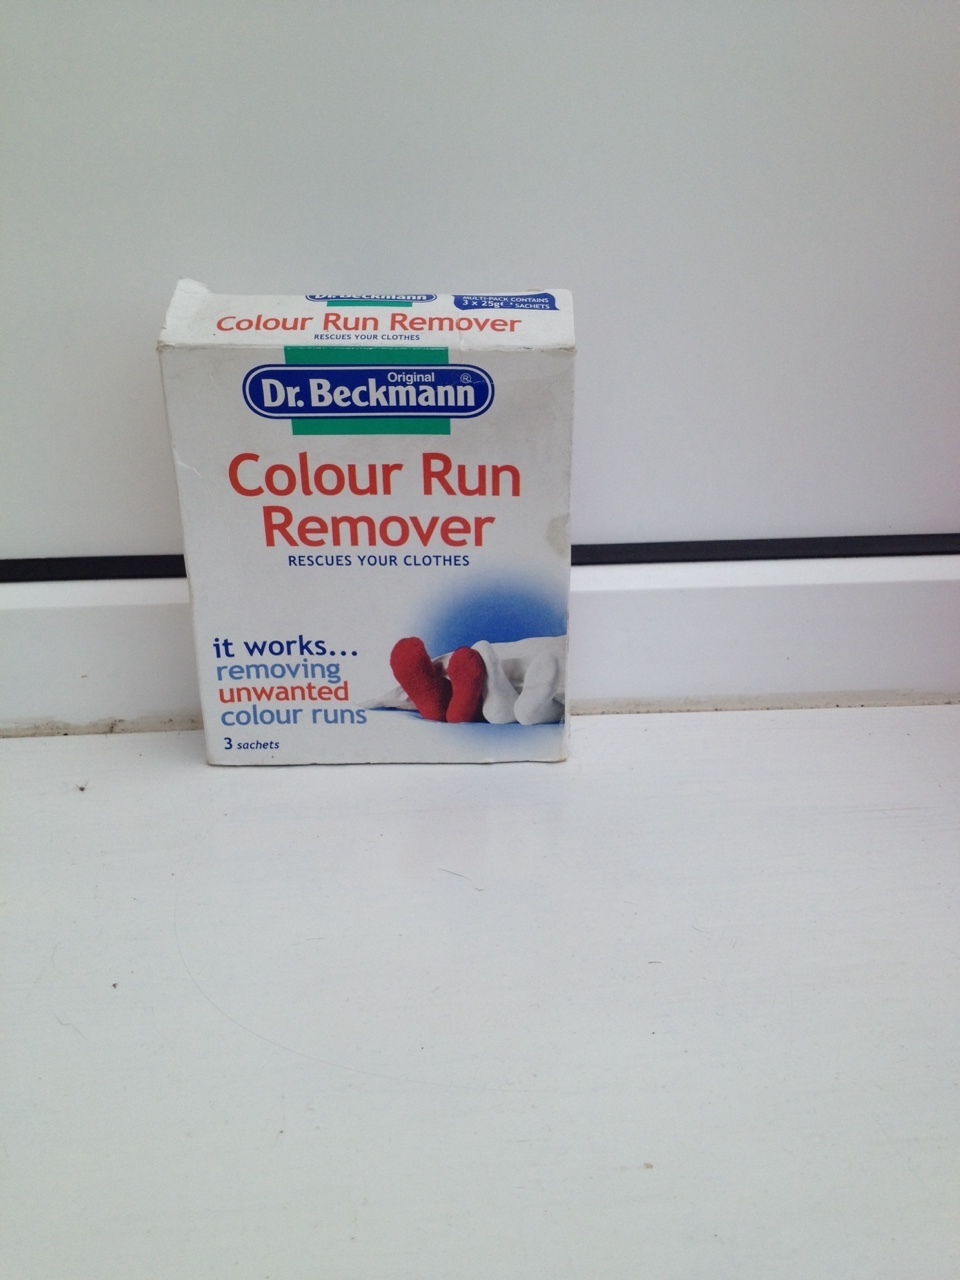 Dr. Beckmann
MULTI-PACK CONTAINS
3 x 25g SACHETS
Colour Run Remover
RESCUES YOUR CLOTHES
Original
Dr. Beckmann®
Colour Run
Remover
RESCUES YOUR CLOTHES
it works...
removing
unwanted
colour runs
3 sachets